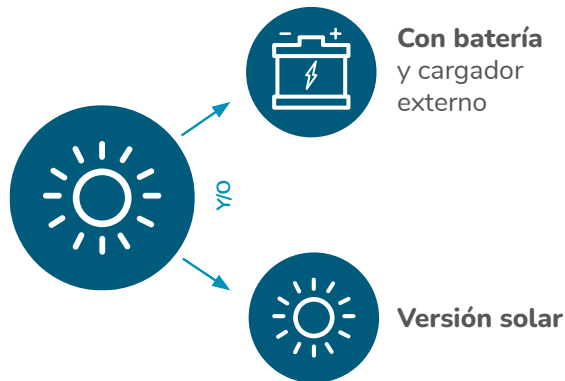 Con batería
y cargador
externo
Y/O
Versión solar